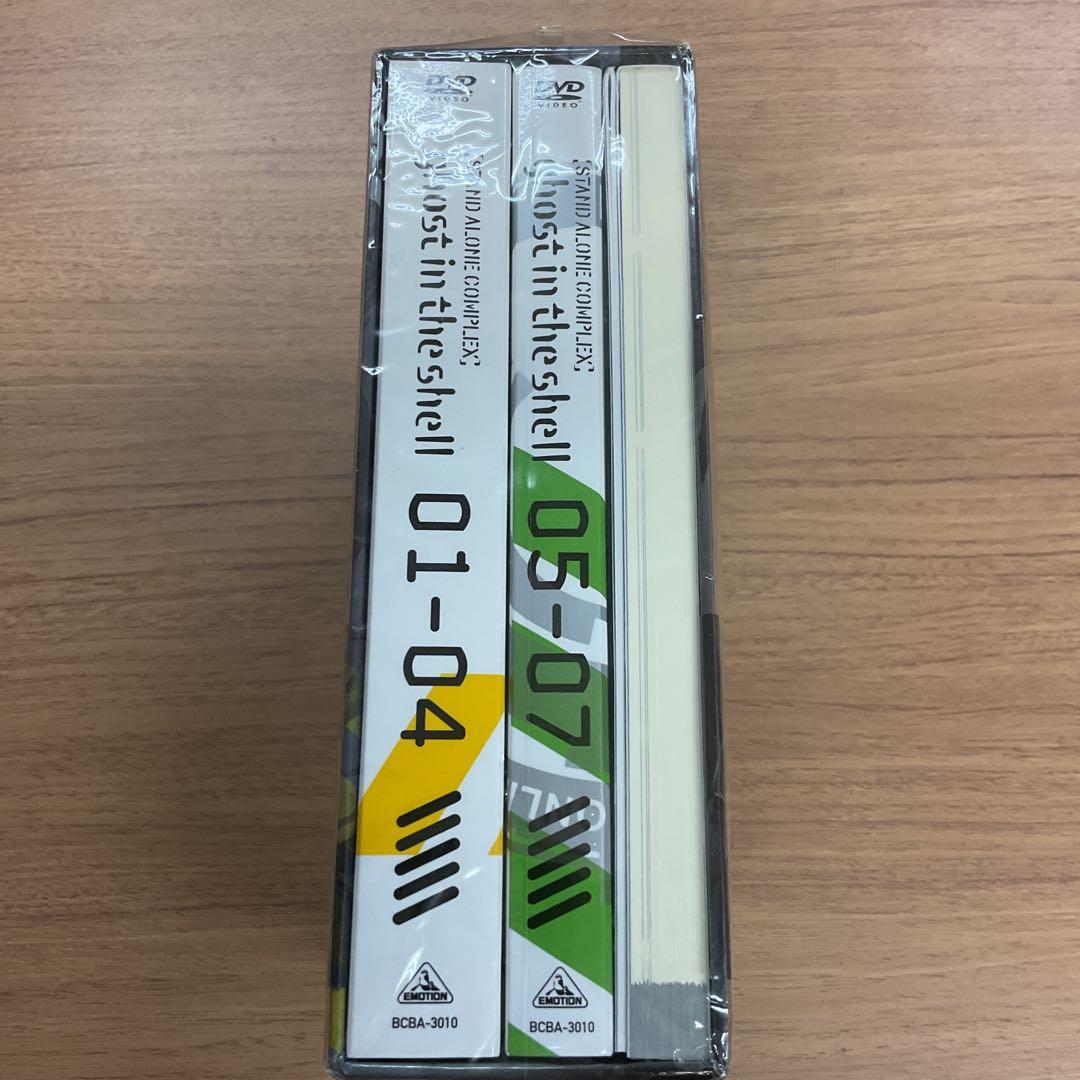 DVD
VIDEO
[STAND ALONE COMPLEX]
ghost in the shell
01-04
EMOTION
BCBA-3010
DVD
VIDEO
[STAND ALONE COMPLEX]
ghost in the shell
05-07
EMOTION
BCBA-3010